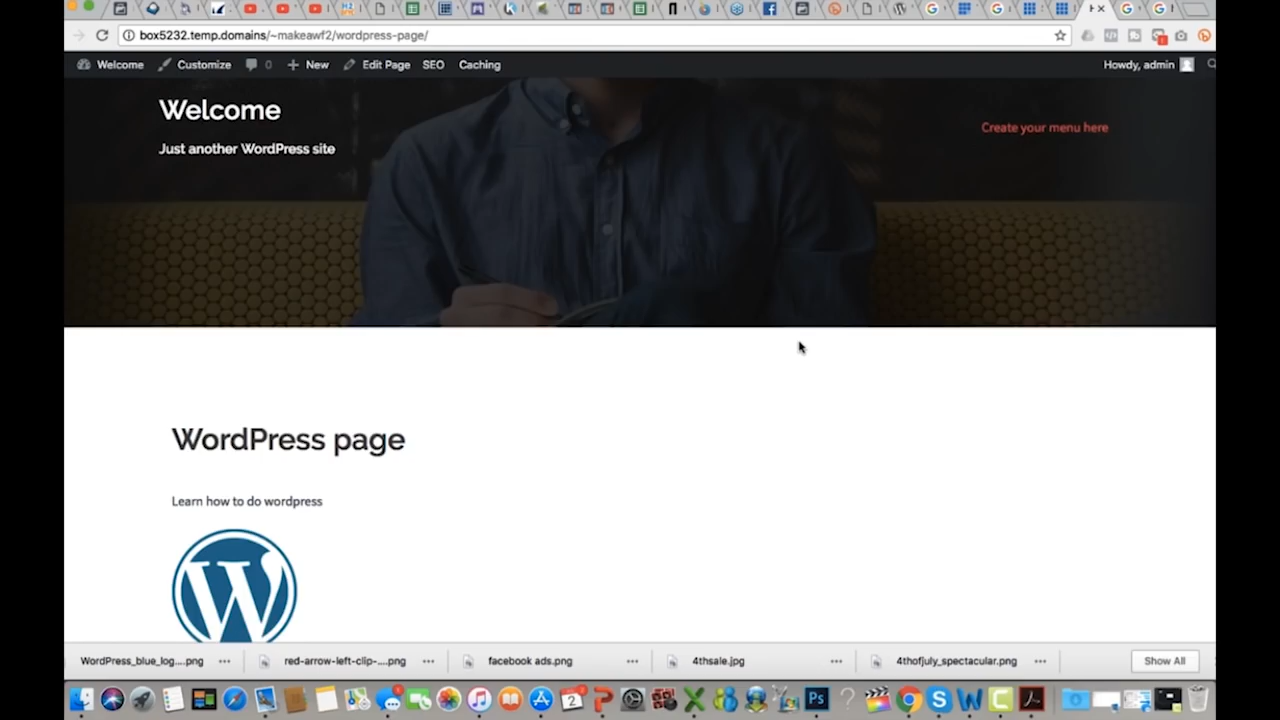 box5232.temp.domains/~makeawf2/wordpress-page/
Welcome Customize 0 New Edit Page SEO Caching Howdy, admin
Welcome
Create your menu here
Just another WordPress site
WordPress page
Learn how to do wordpress
W
WordPress_blue_log....png red-arrow-left-clip-....png facebook ads.png 4thsale.jpg 4thofjuly_spectacular.png Show All
2 Ps